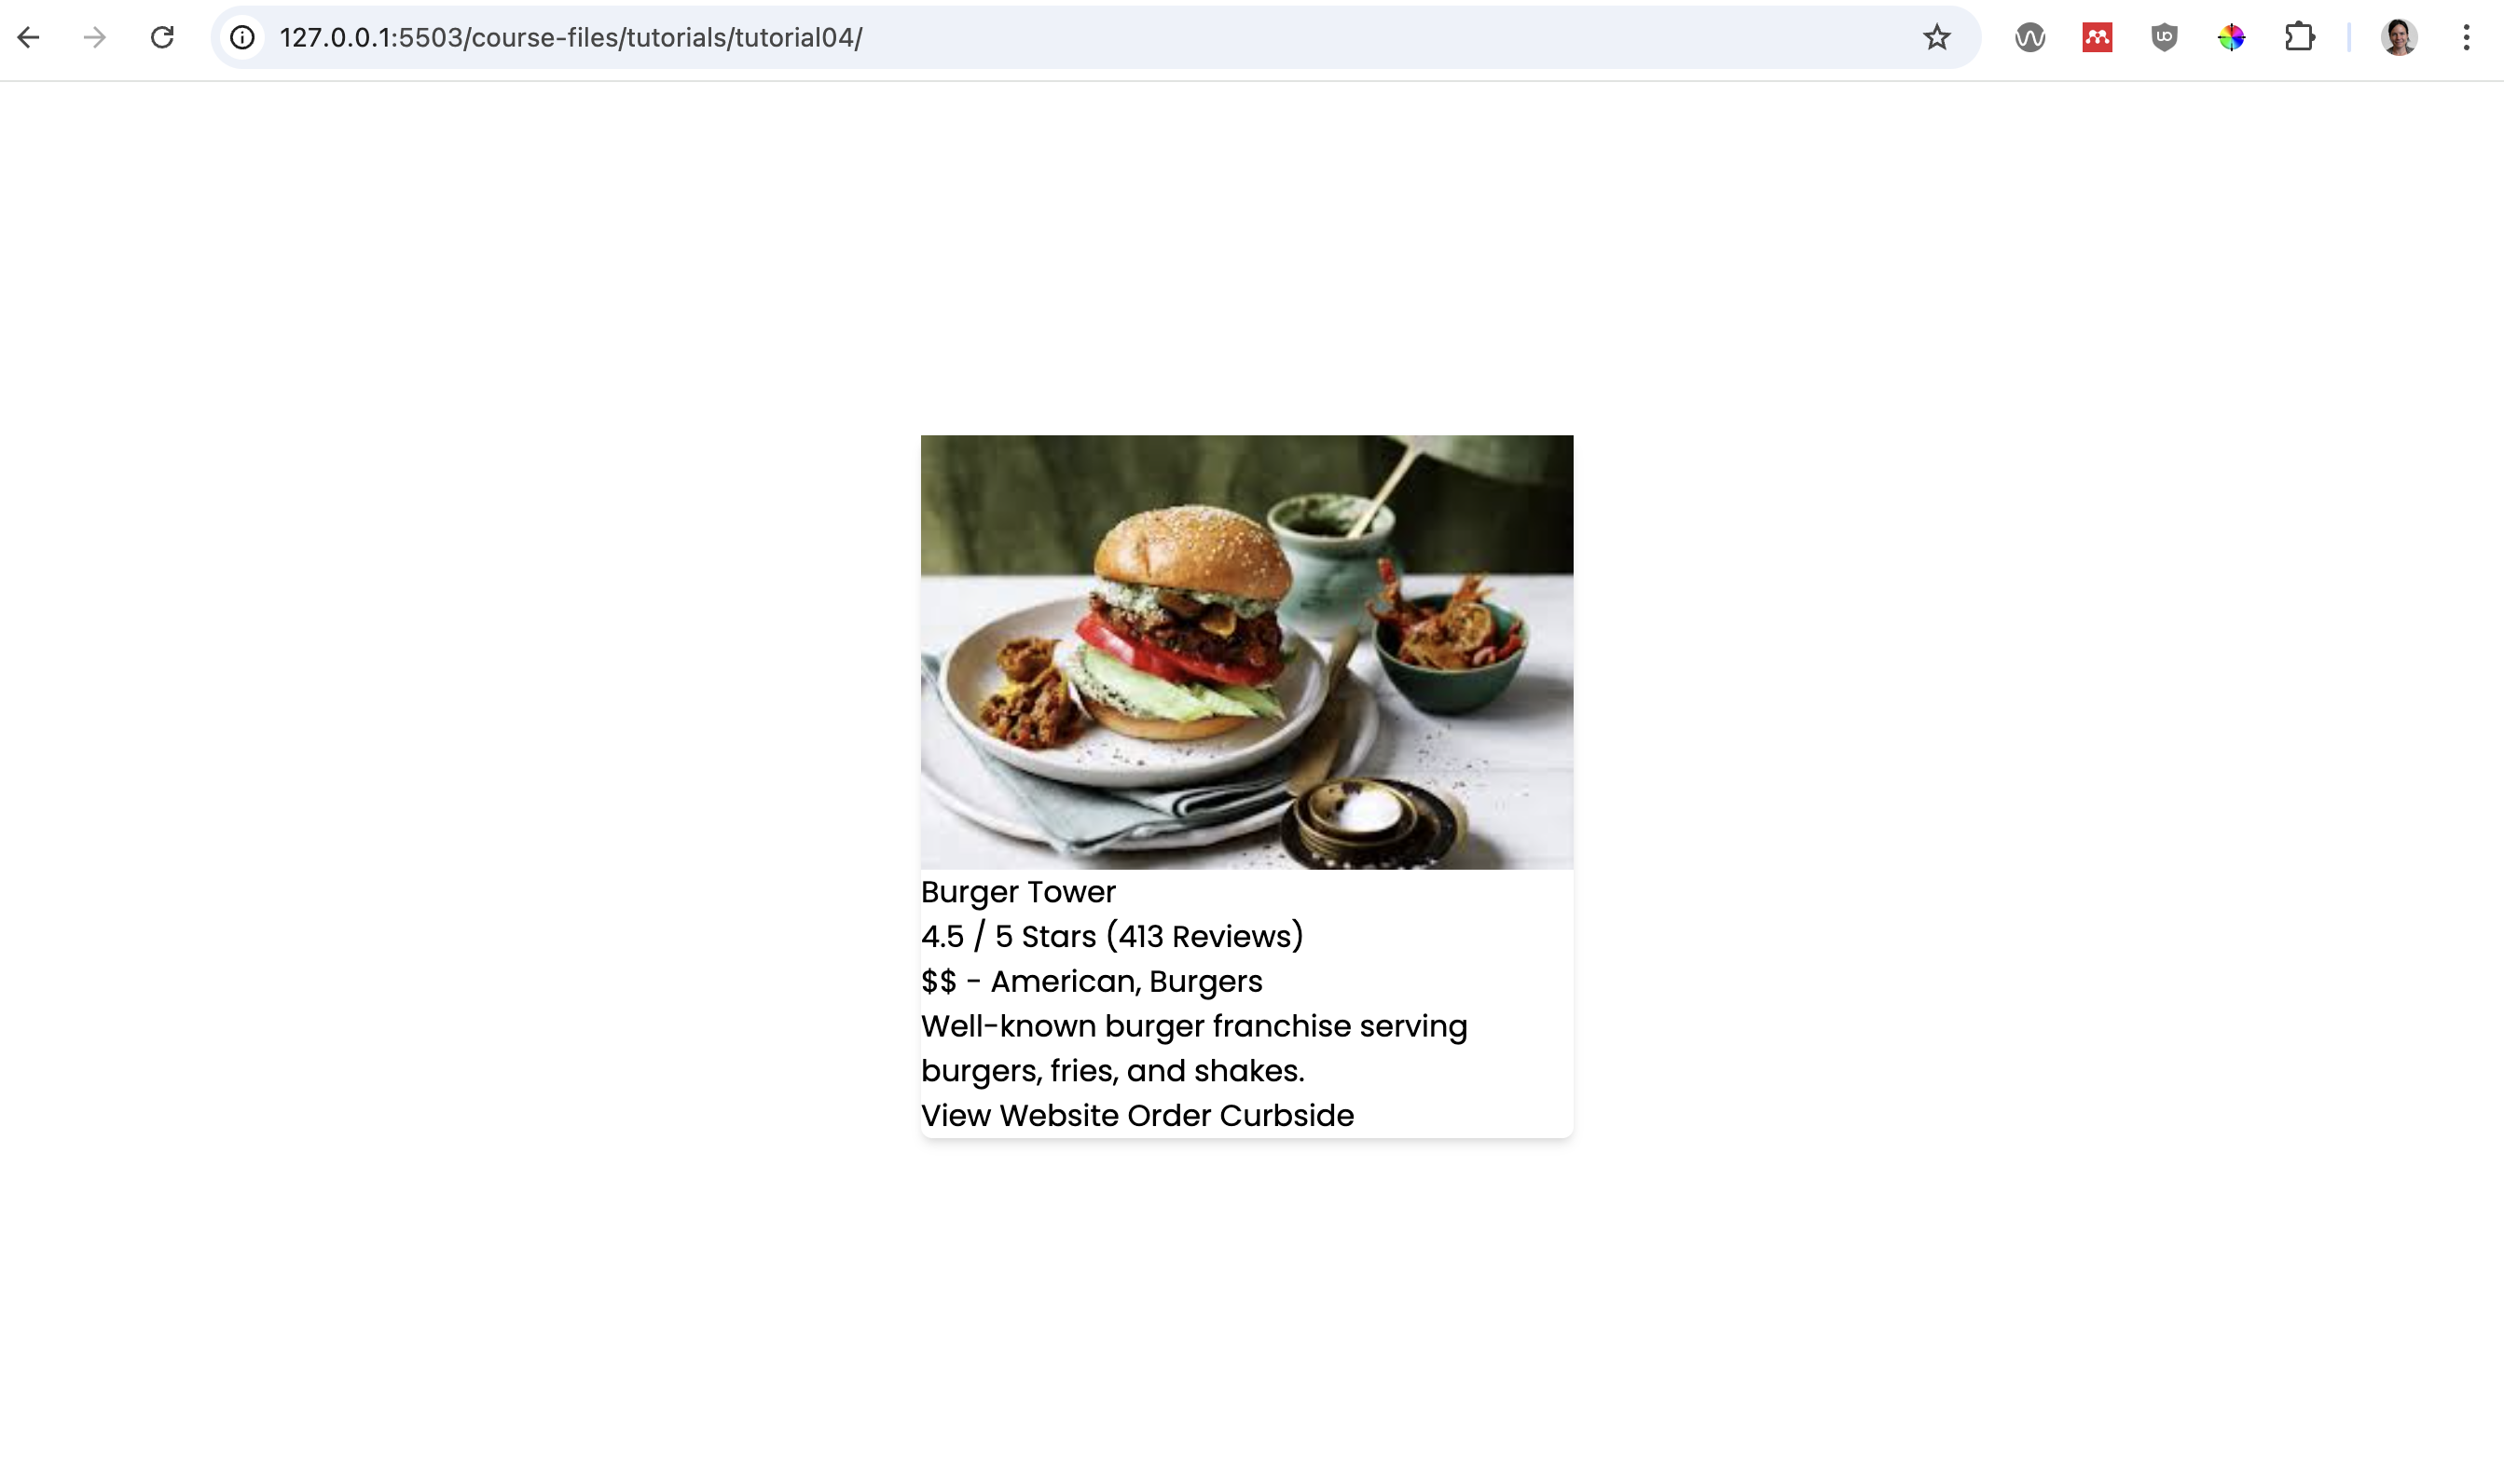 127.0.0.1:5503/course-files/tutorials/tutorial04/
Burger Tower
4.5 / 5 Stars (413 Reviews)
$$ - American, Burgers
Well-known burger franchise serving
burgers, fries, and shakes.
View Website Order Curbside